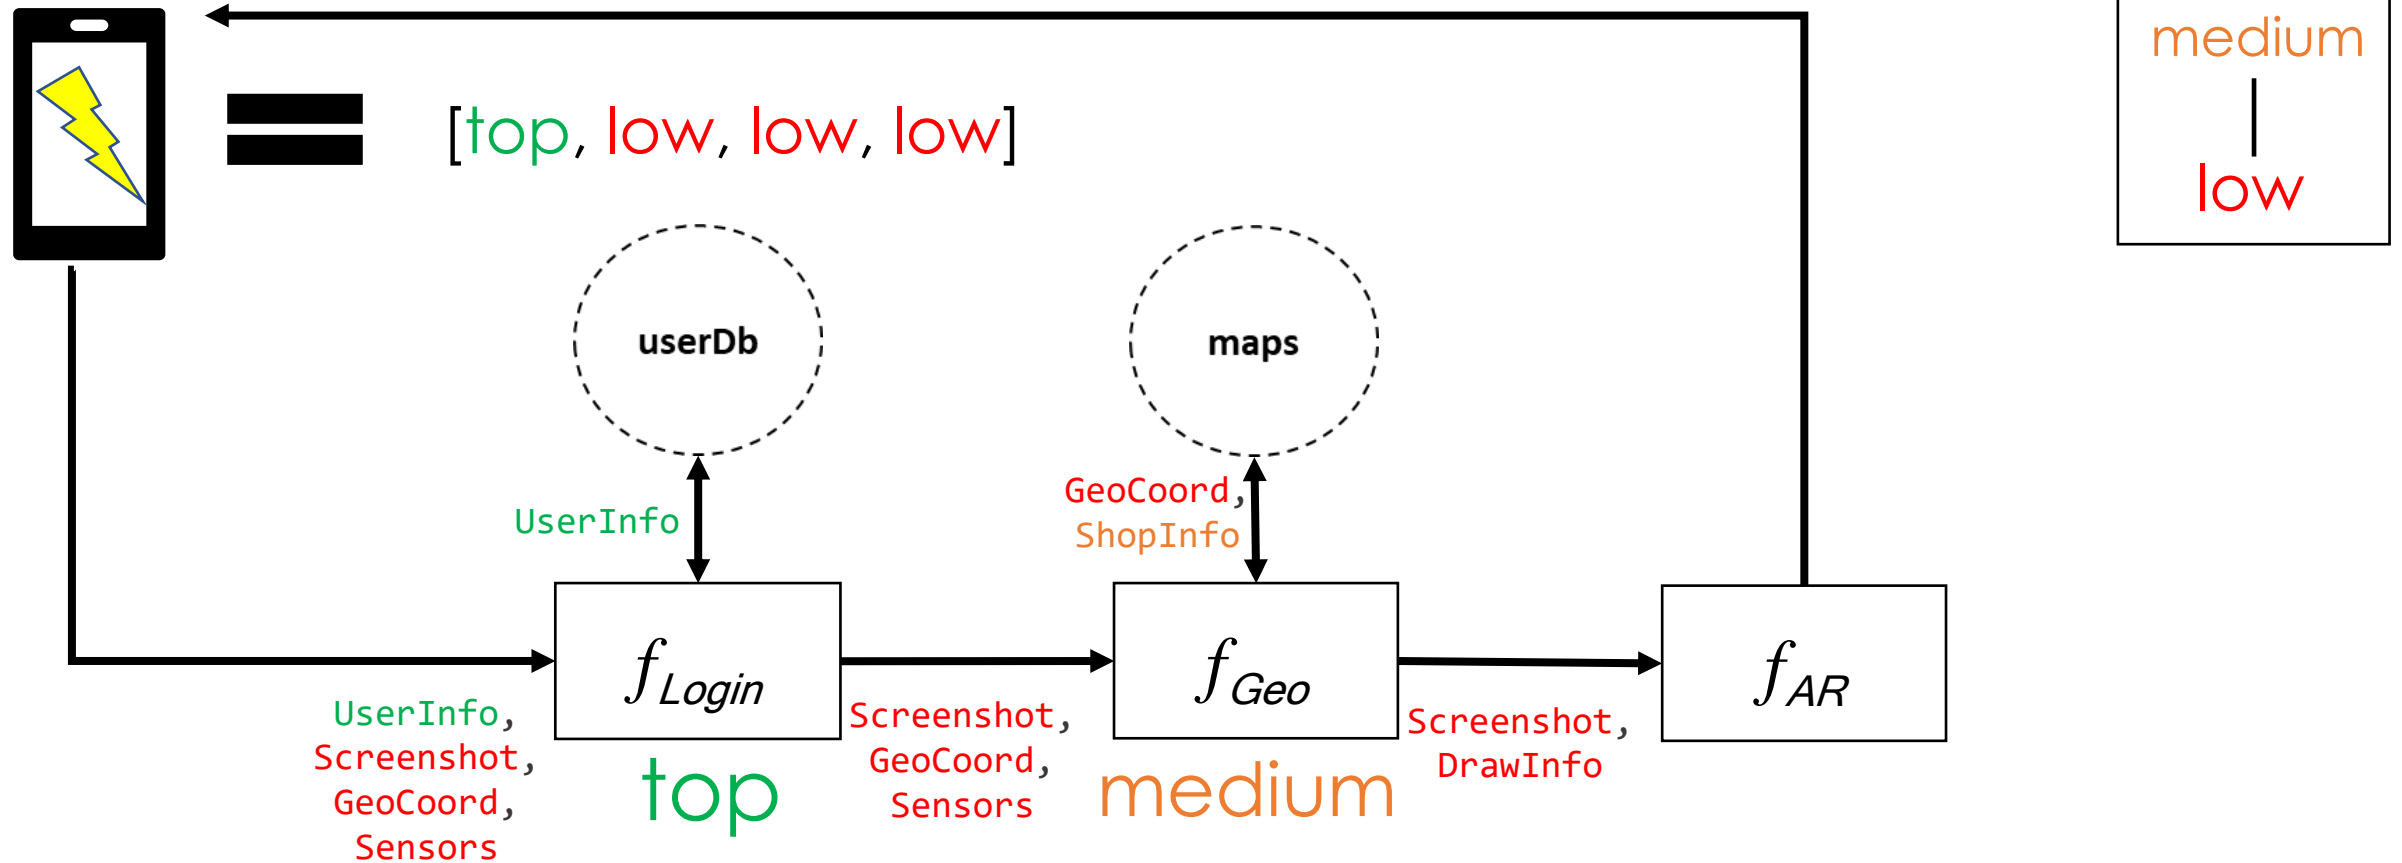 medium
low
[top, low, low, low]
userDb
maps
UserInfo
GeoCoord,
ShopInfo
f Login
f Geo
f AR
UserInfo,
Screenshot,
GeoCoord,
Sensors
top
Screenshot,
GeoCoord,
Sensors
medium
Screenshot,
DrawInfo